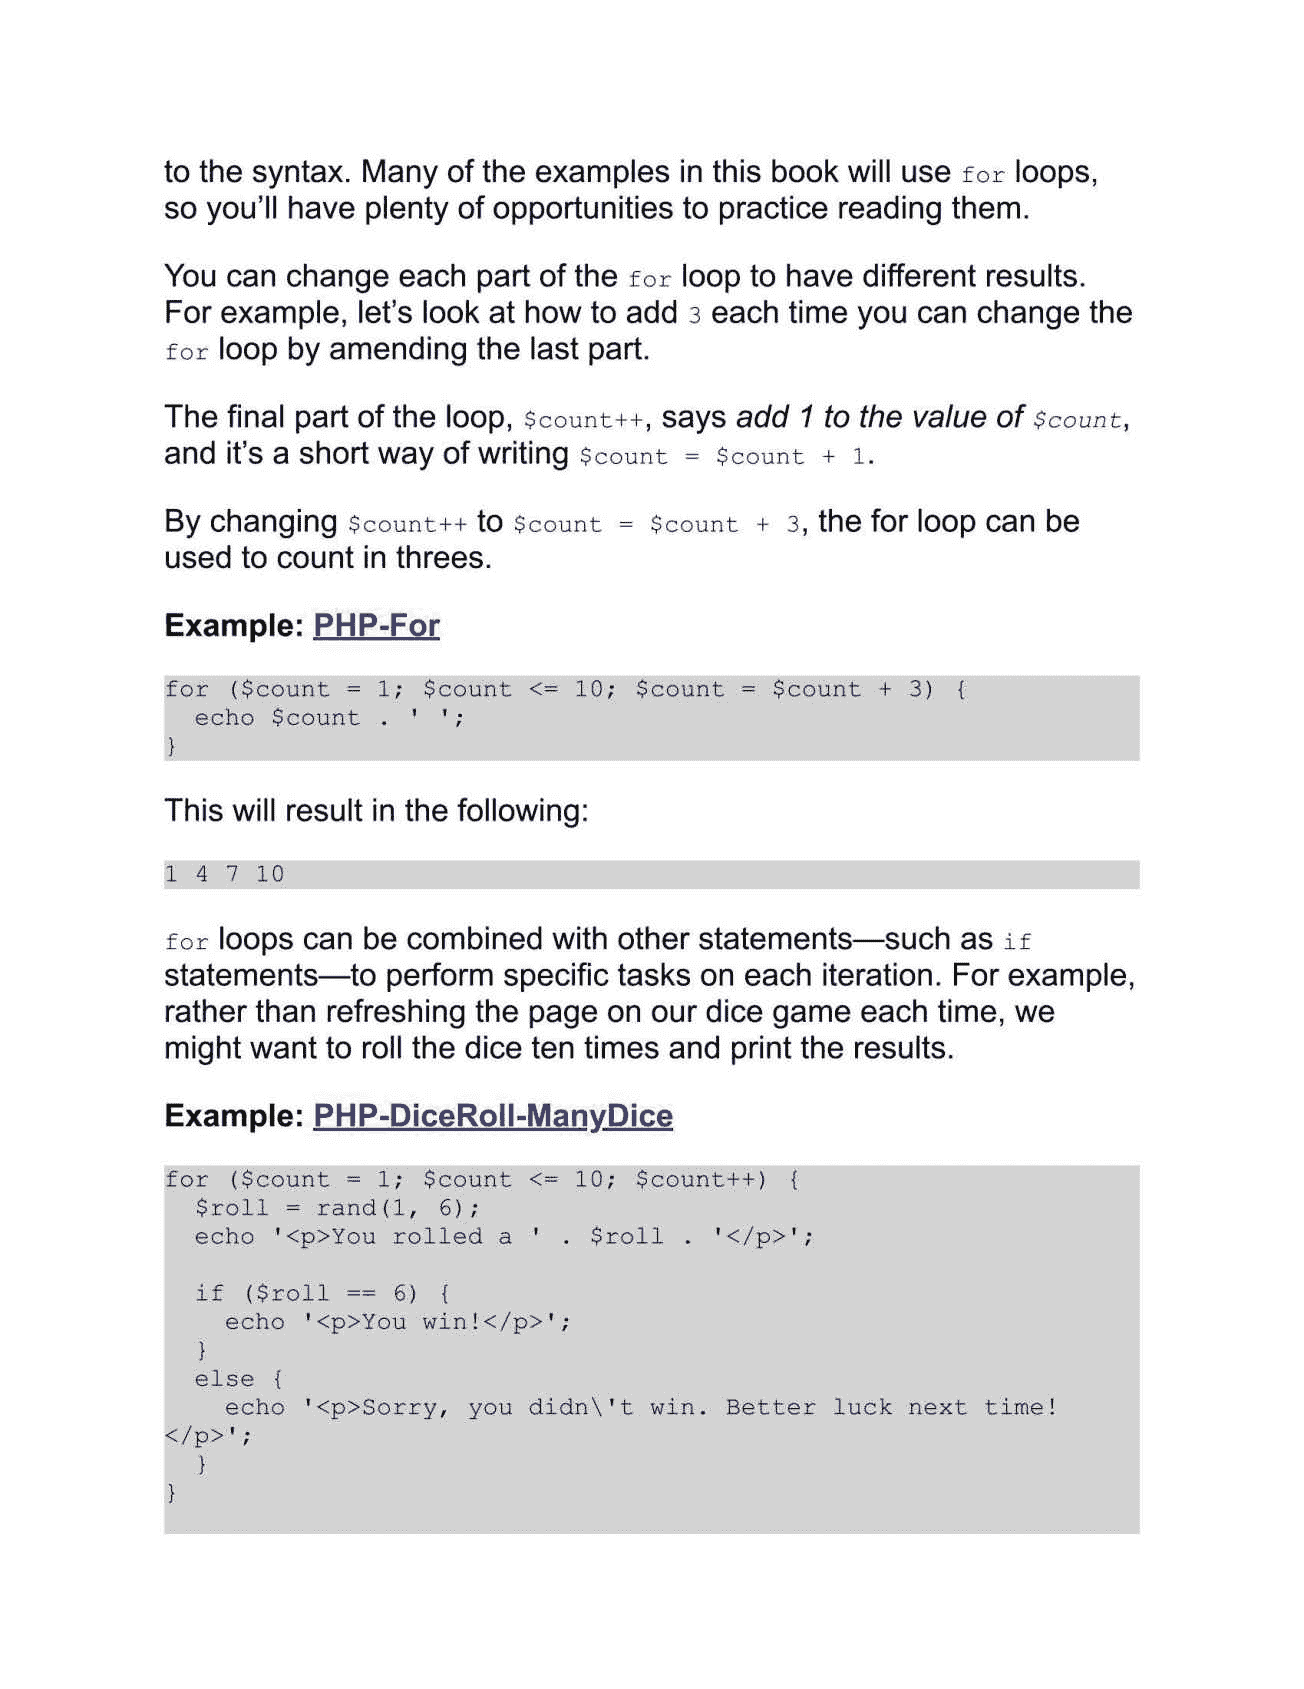 to the syntax. Many of the examples in this book will use for loops,
so you’ll have plenty of opportunities to practice reading them.
You can change each part of the for loop to have different results.
For example, let’s look at how to add 3 each time you can change the
for loop by amending the last part.
The final part of the loop, $count++, says add 1 to the value of $count,
and it’s a short way of writing $count = $count + 1.
By changing $count++ to $count = $count + 3, the for loop can be
used to count in threes.
Example: PHP-For
for ($count = 1; $count <= 10; $count = $count + 3) {
  echo $count . ' ';
}
This will result in the following:
1 4 7 10
for loops can be combined with other statements—such as if
statements—to perform specific tasks on each iteration. For example,
rather than refreshing the page on our dice game each time, we
might want to roll the dice ten times and print the results.
Example: PHP-DiceRoll-ManyDice
for ($count = 1; $count <= 10; $count++) {
  $roll = rand(1, 6);
  echo '<p>You rolled a ' . $roll . '</p>';
  if ($roll == 6) {
    echo '<p>You win!</p>';
  }
  else {
    echo '<p>Sorry, you didn\'t win. Better luck next time!
</p>';
  }
}